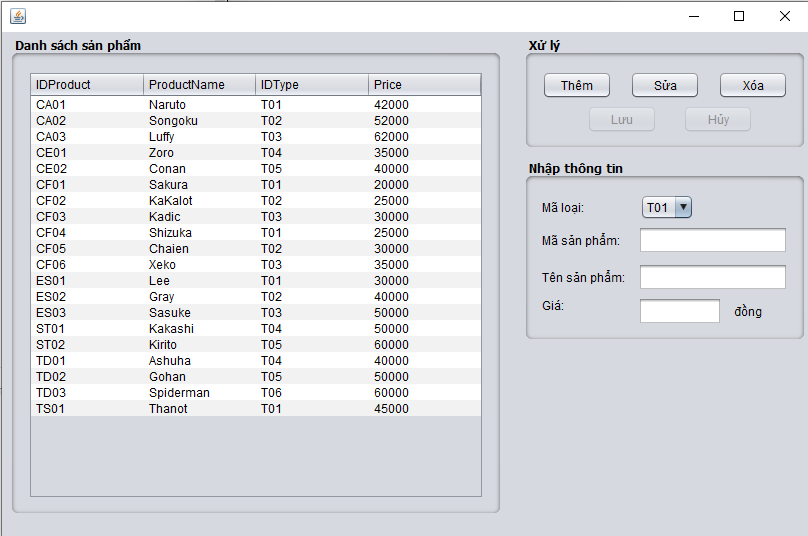 Danh sách sản phẩm
IDProduct ProductName IDType Price
CA01 Naruto T01 42000
CA02 Songoku T02 52000
CA03 Luffy T03 62000
CE01 Zoro T04 35000
CE02 Conan T05 40000
CF01 Sakura T01 20000
CF02 KaKalot T02 25000
CF03 Kadic T03 30000
CF04 Shizuka T01 25000
CF05 Chaien T02 30000
CF06 Xeko T03 35000
ES01 Lee T01 30000
ES02 Gray T02 40000
ES03 Sasuke T03 50000
ST01 Kakashi T04 50000
ST02 Kirito T05 60000
TD01 Ashuha T04 40000
TD02 Gohan T05 50000
TD03 Spiderman T06 60000
TS01 Thanot T01 45000
Xử lý
Thêm Sửa Xóa
Lưu Hủy
Nhập thông tin
Mã loại: T01
Mã sản phẩm:
Tên sản phẩm:
Giá: đồng